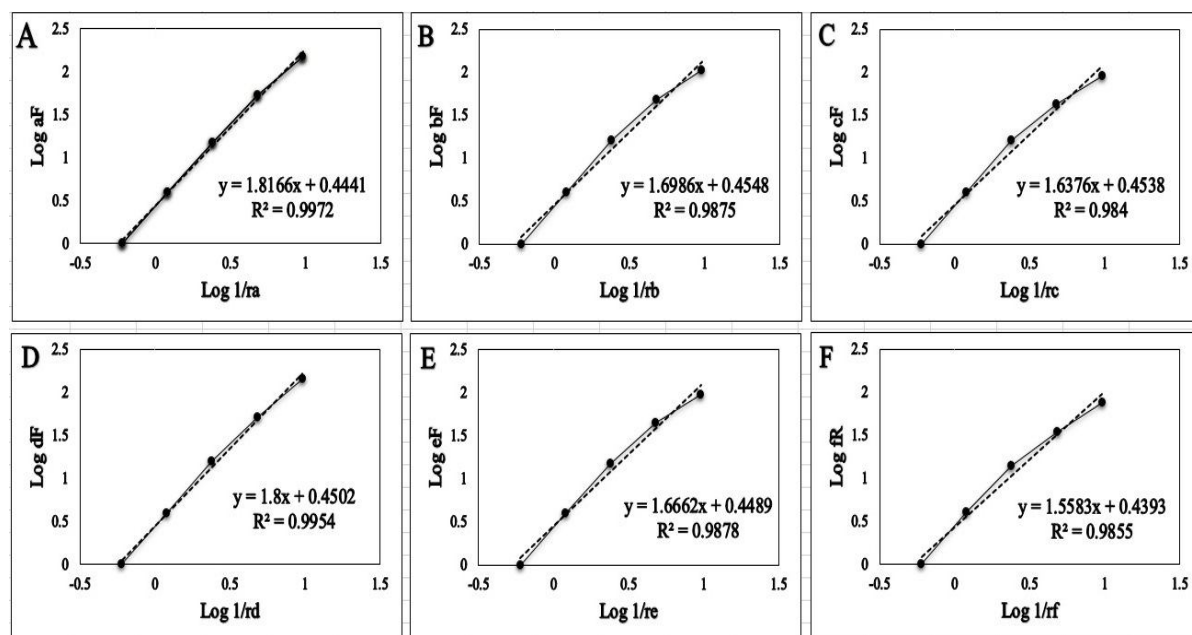 A
2.5
2
1.5
1
0.5
0
-0.5 0 0.5 1 1.5
Log aF
Log 1/ra
y = 1.8166x + 0.4441
R² = 0.9972
B
2.5
2
1.5
1
0.5
0
-0.5 0 0.5 1 1.5
Log bF
Log 1/rb
y = 1.6986x + 0.4548
R² = 0.9875
C
2.5
2
1.5
1
0.5
0
-0.5 0 0.5 1 1.5
Log cF
Log 1/rc
y = 1.6376x + 0.4538
R² = 0.984
D
2.5
2
1.5
1
0.5
0
-0.5 0 0.5 1 1.5
Log dF
Log 1/rd
y = 1.8x + 0.4502
R² = 0.9954
E
2.5
2
1.5
1
0.5
0
-0.5 0 0.5 1 1.5
Log eF
Log 1/re
y = 1.6662x + 0.4489
R² = 0.9878
F
2.5
2
1.5
1
0.5
0
-0.5 0 0.5 1 1.5
Log fR
Log 1/rf
y = 1.5583x + 0.4393
R² = 0.9855